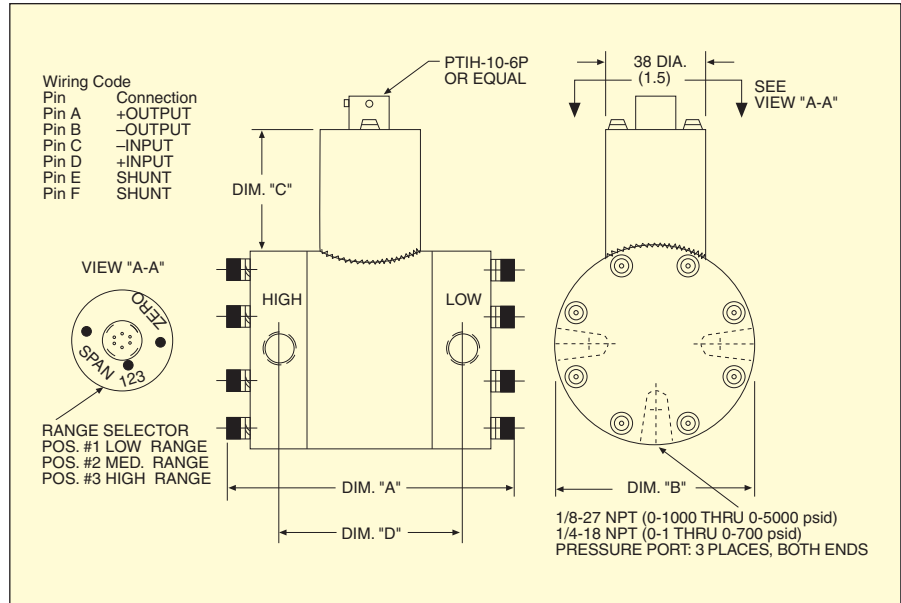 Wiring Code
Pin Connection
Pin A +OUTPUT
Pin B –OUTPUT
Pin C –INPUT
Pin D +INPUT
Pin E SHUNT
Pin F SHUNT
PTIH-10-6P
OR EQUAL
38 DIA.
(1.5)
SEE
VIEW "A-A"
DIM. "C"
VIEW "A-A"
ZERO
SPAN 123
HIGH
LOW
RANGE SELECTOR
POS. #1 LOW RANGE
POS. #2 MED. RANGE
POS. #3 HIGH RANGE
DIM. "A"
DIM. "D"
DIM. "B"
1/8-27 NPT (0-1000 THRU 0-5000 psid)
1/4-18 NPT (0-1 THRU 0-700 psid)
PRESSURE PORT: 3 PLACES, BOTH ENDS